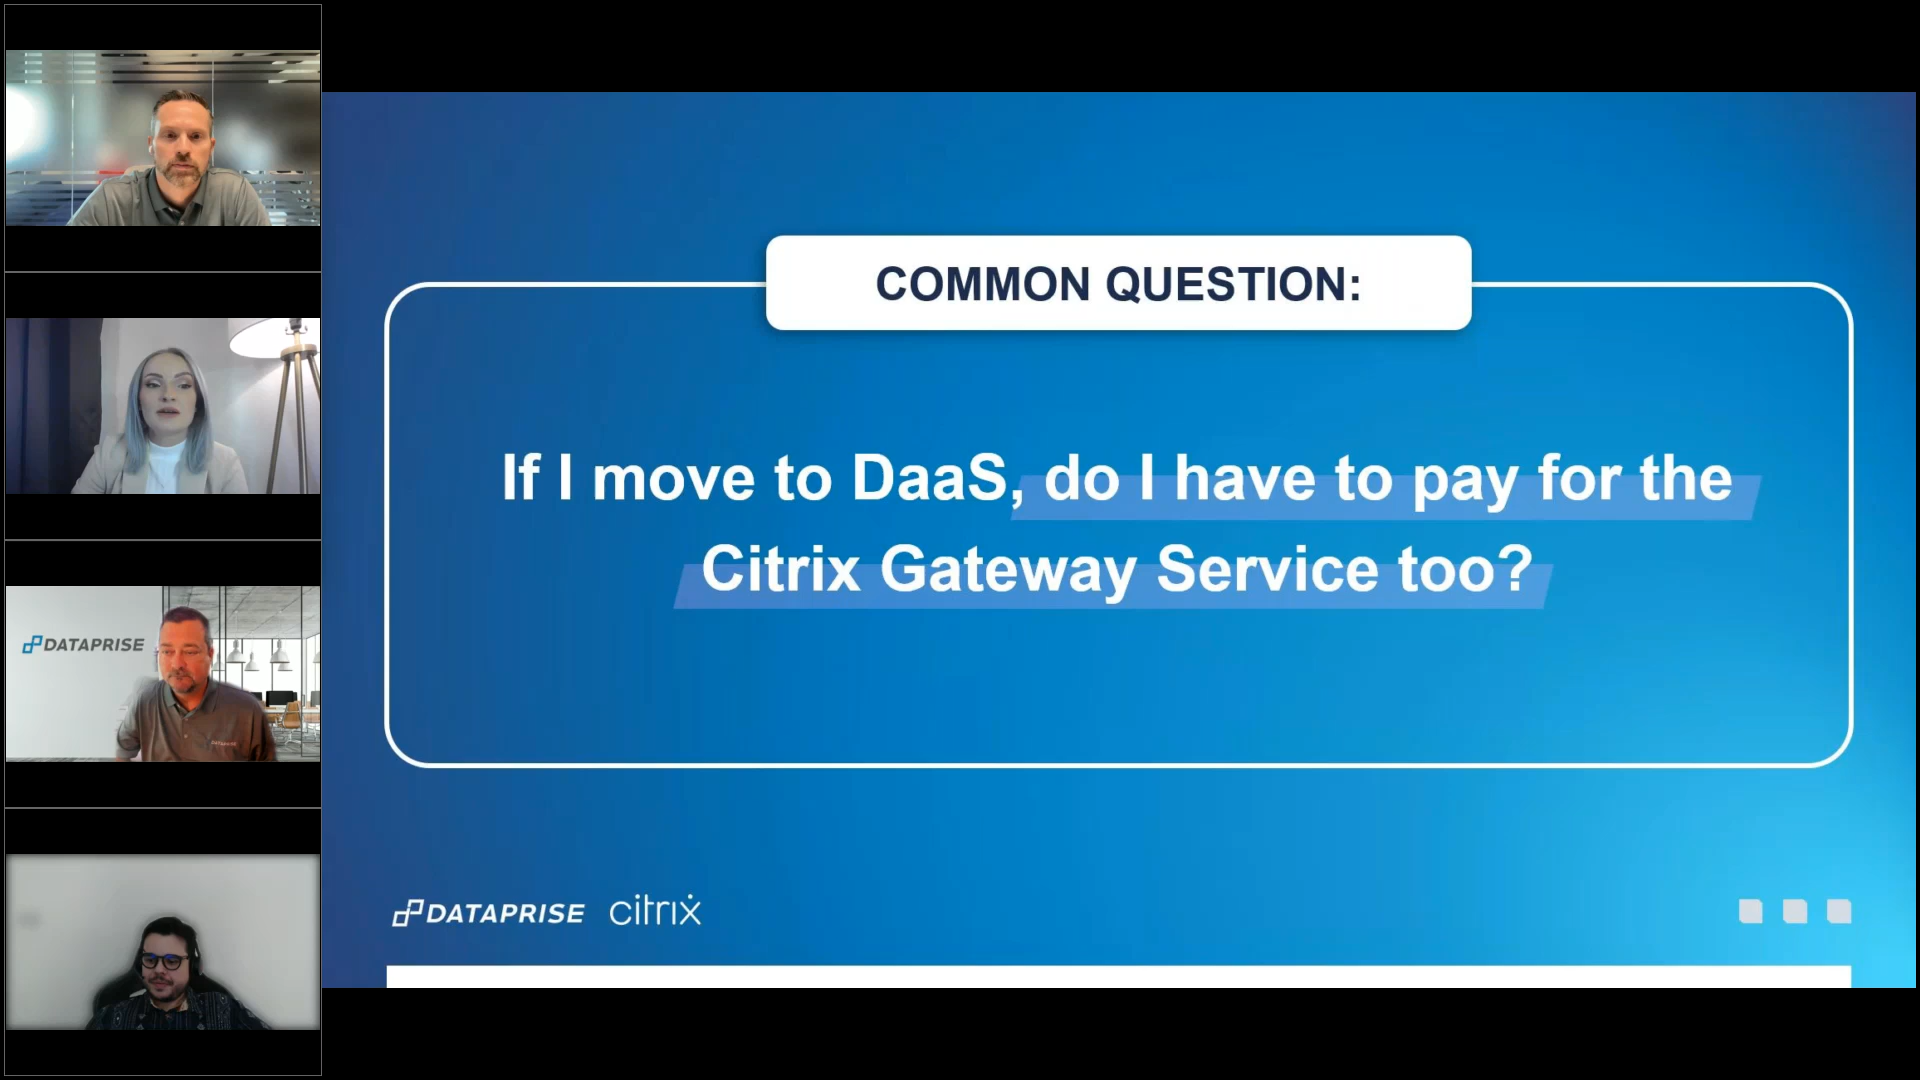 COMMON QUESTION:
If I move to DaaS, do I have to pay for the
Citrix Gateway Service too?
DATAPRISE citrix
DATAPRISE